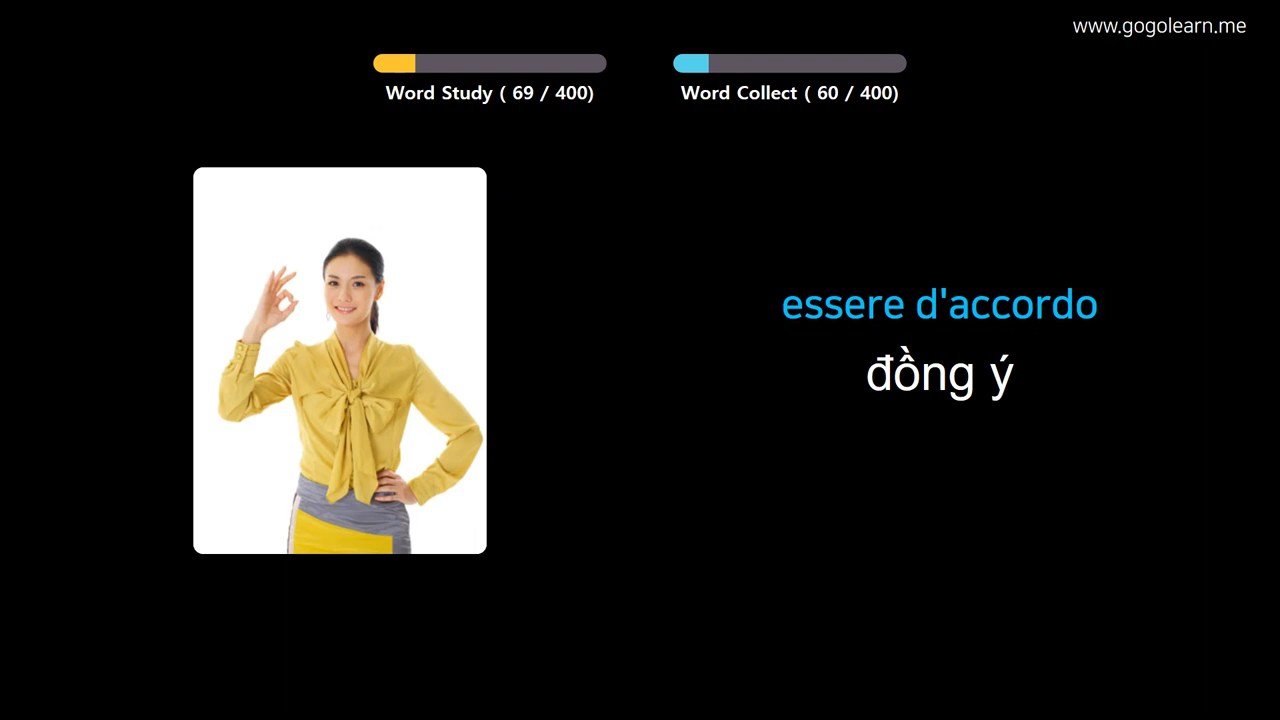 www.gogolearn.me
Word Study ( 69 / 400)
Word Collect ( 60 / 400)
essere d'accordo
đồng ý